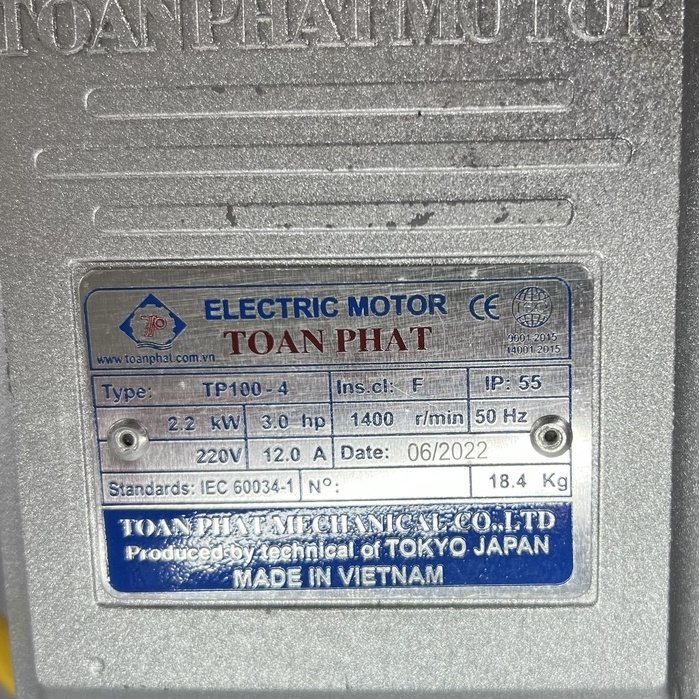 TOAN PHAT MOTOR
ELECTRIC MOTOR CE
TOAN PHAT
www.toanphat.com.vn
9001:2015
14001:2015
Type: TP100-4 Ins.cl: F IP: 55
2.2 kW 3.0 hp 1400 r/min 50 Hz
220V 12.0 A Date: 06/2022
Standards: IEC 60034-1 Nº: 18.4 Kg
TOAN PHAT MECHANICAL CO.,LTD
Produced by technical of TOKYO JAPAN
MADE IN VIETNAM